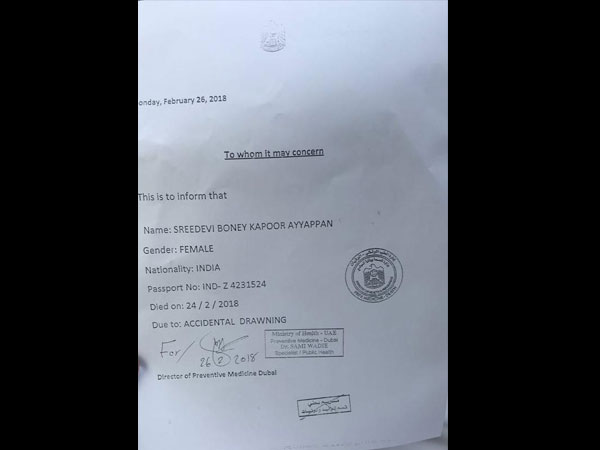 onday, February 26, 2018
To whom it may concern
This is to inform that
Name: SREEDEVI BONEY KAPOOR AYYAPPAN
Gender: FEMALE
Nationality: INDIA
Passport No: IND- Z 4231524
Died on: 24 / 2 / 2018
Due to: ACCIDENTAL DRAWNING
For/
26 2 2018
Ministry of Health - UAE
Preventive Medicine - Dubai
Dr. SAMI WADIE
Specialist / Public Health
Director of Preventive Medicine Dubai